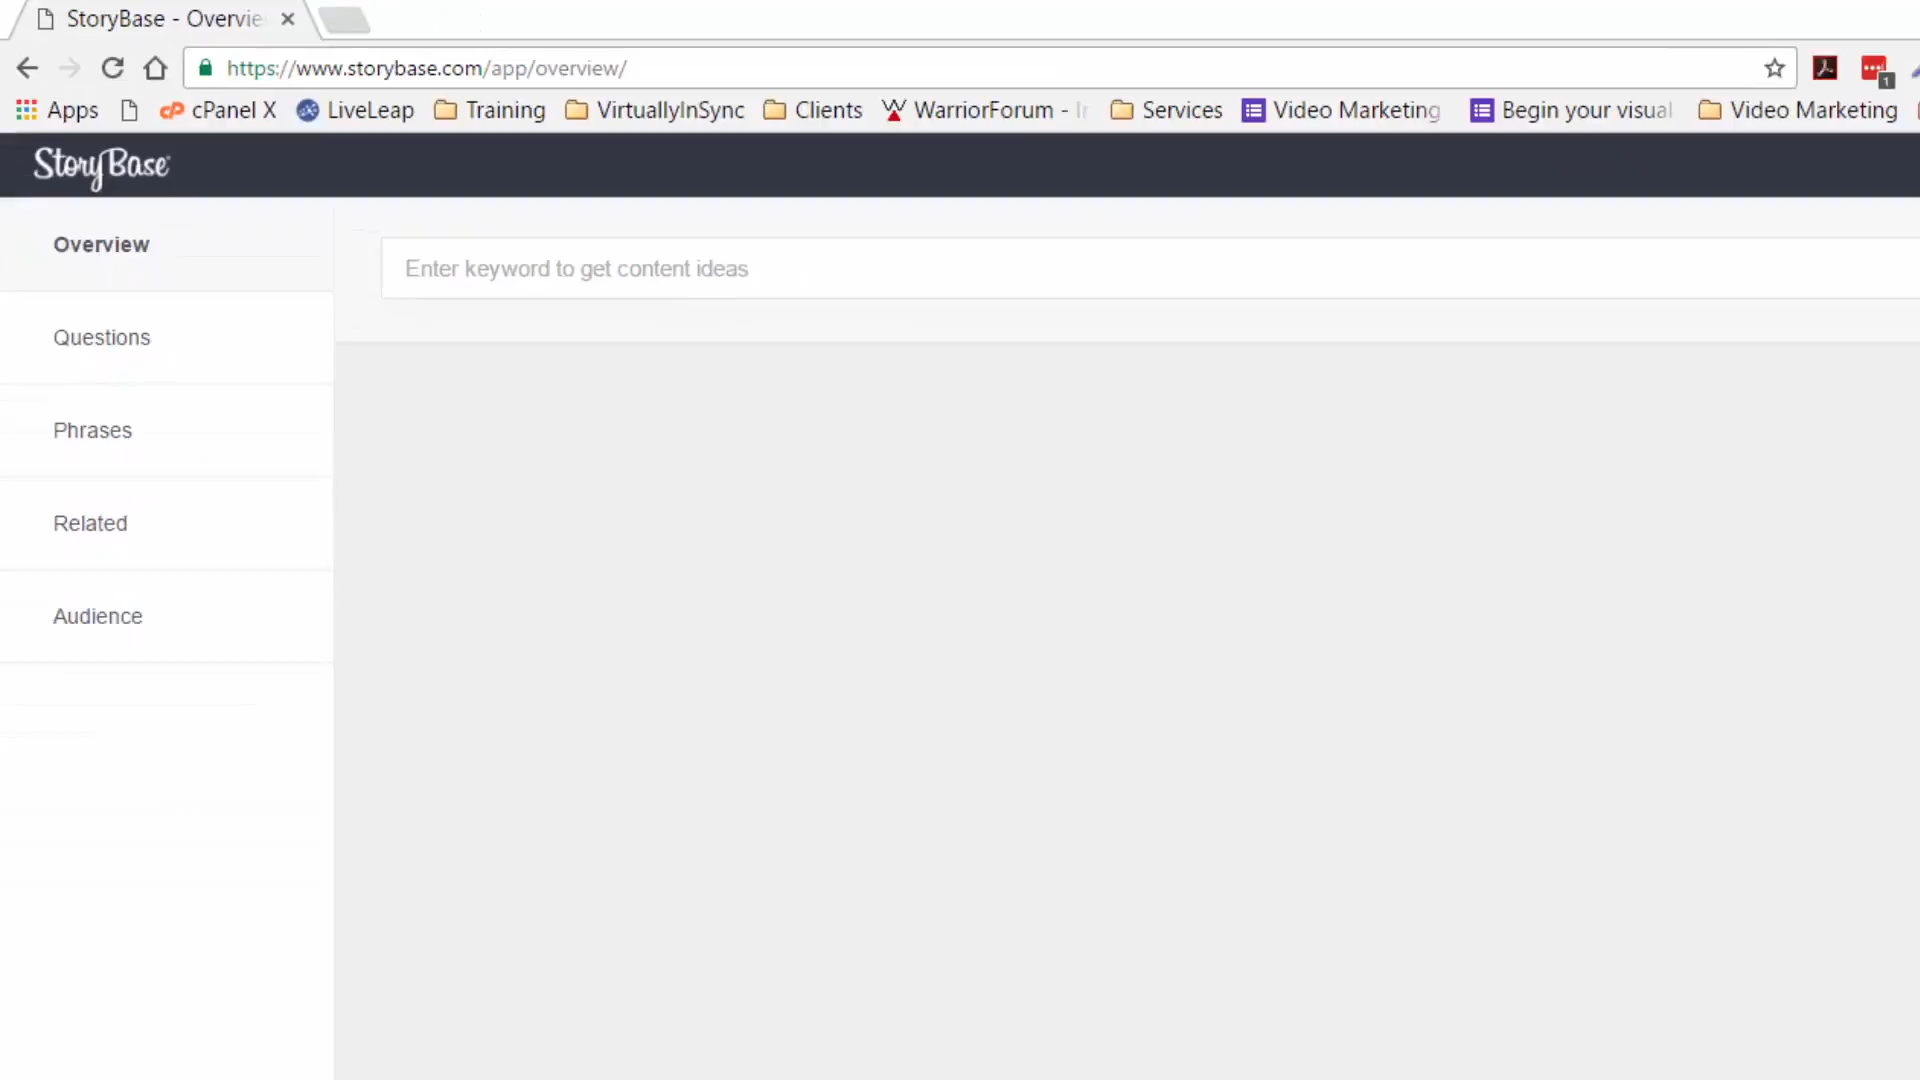 StoryBase - Overvie
https://www.storybase.com/app/overview/
1
Apps cPanel X LiveLeap Training VirtuallyInSync Clients WarriorForum - I Services Video Marketing Begin your visual Video Marketing
StoryBase
Overview
Enter keyword to get content ideas
Questions
Phrases
Related
Audience